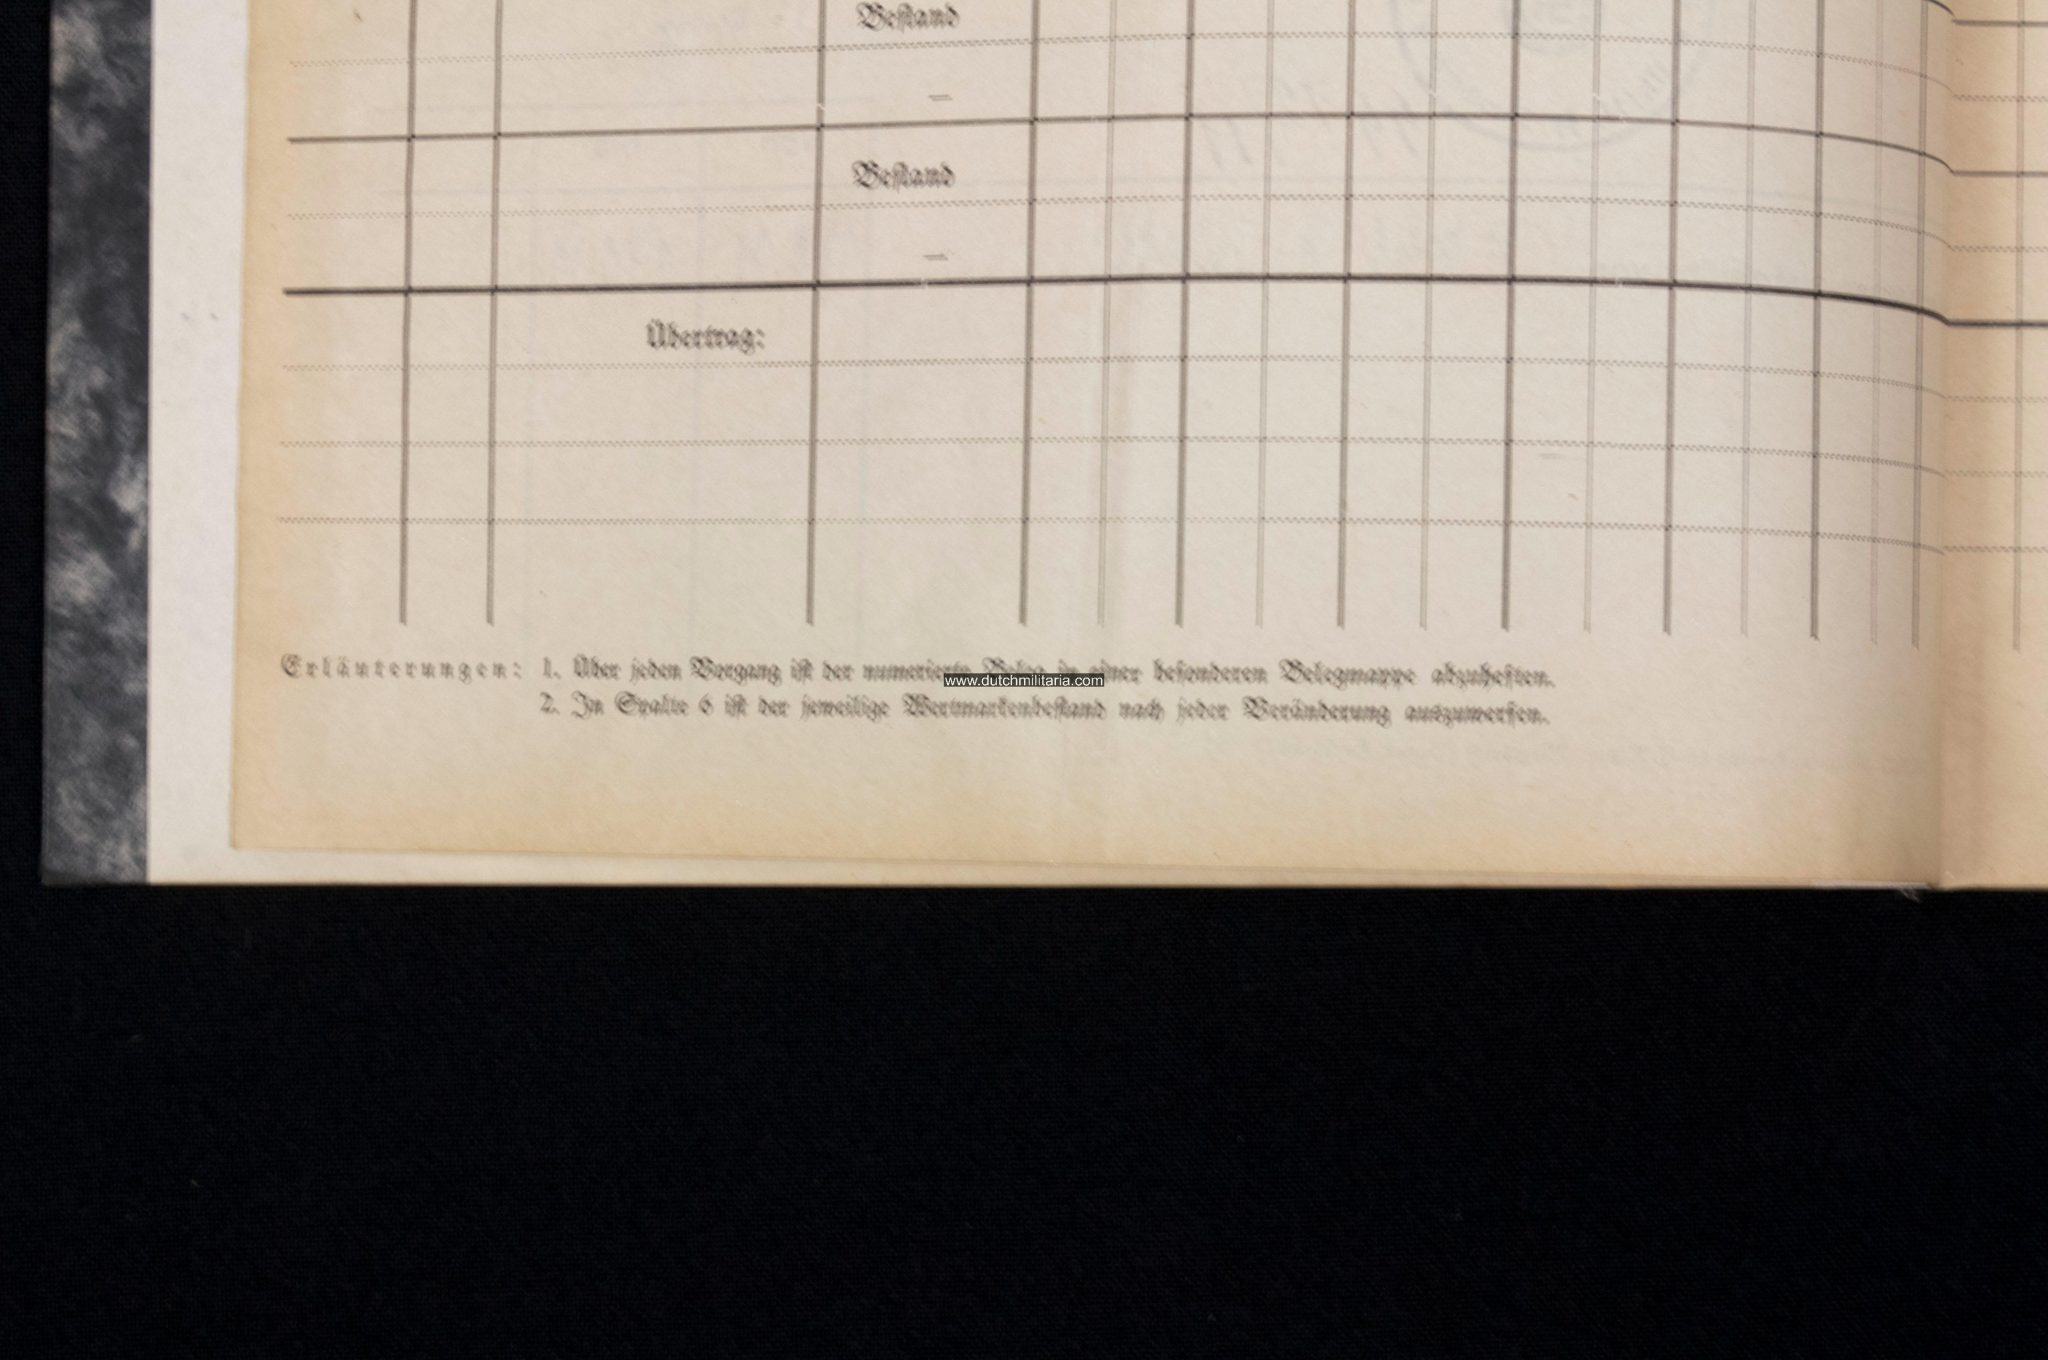 Bestand
Bestand
Übertrag:
Erläuterungen: 1. Über jeden Vorgang ist der numerierte Beleg in einer besonderen Belegmappe abzuheften.
www.dutchmilitaria.com
2. In Spalte 6 ist der jeweilige Wertmarkenbestand nach jeder Veränderung auszuwerfen.